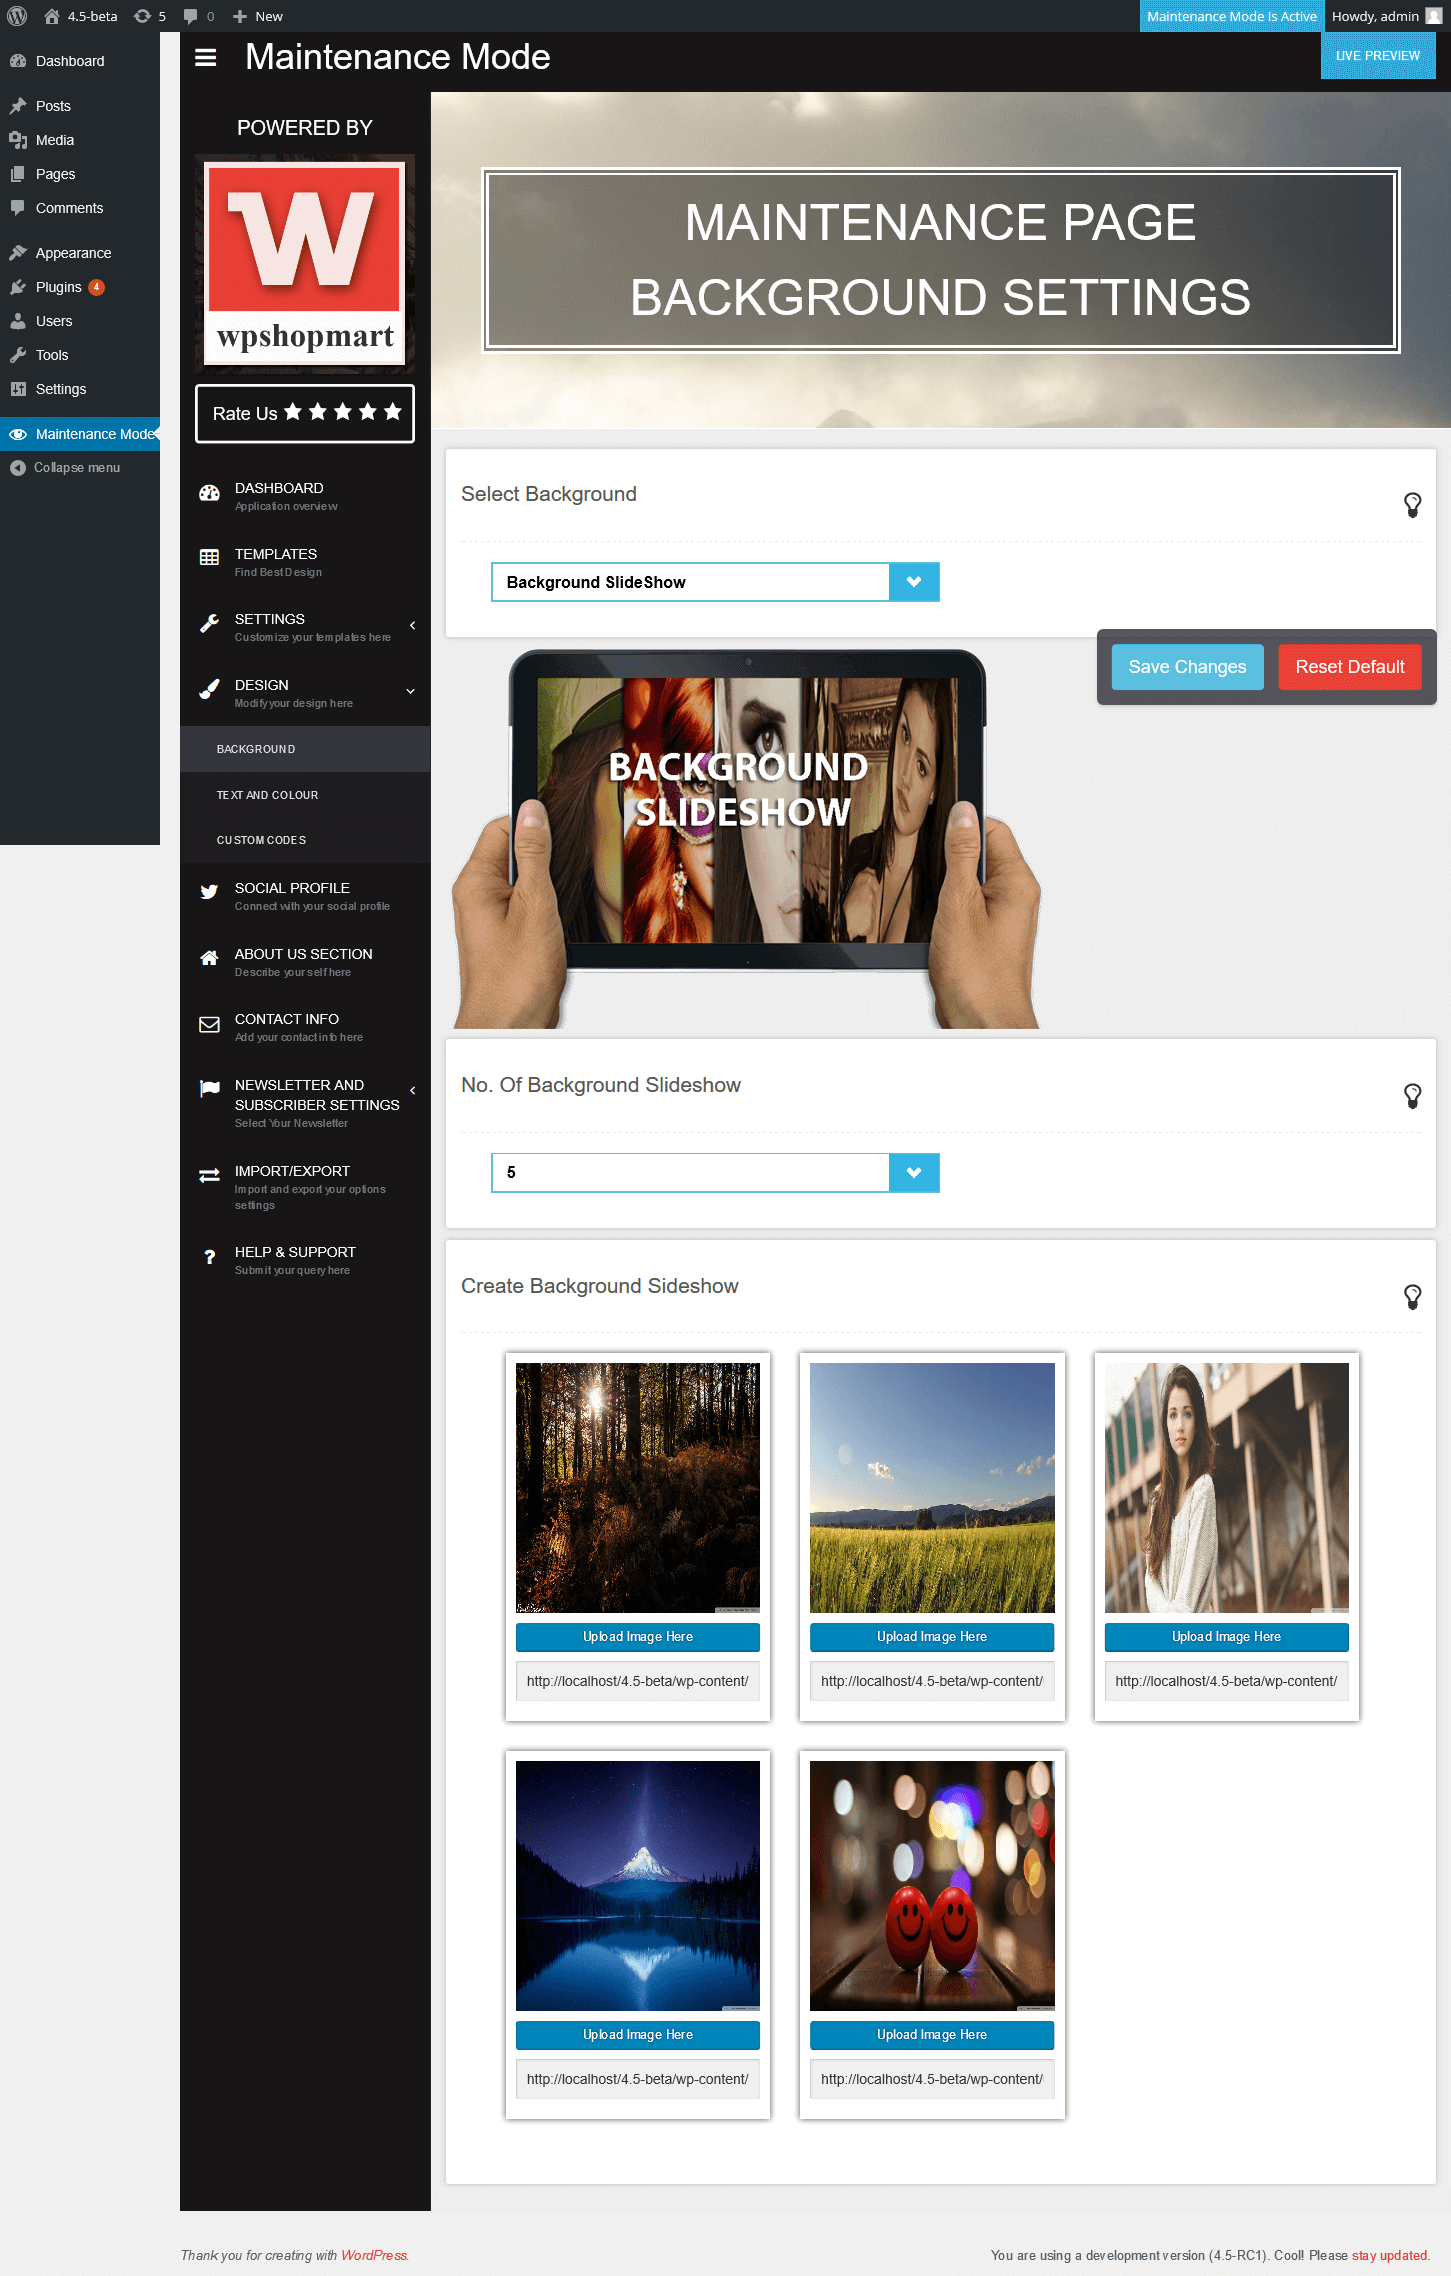 4.5-beta
5
0
New
Maintenance Mode Is Active
Howdy, admin
Dashboard
Posts
Media
Pages
Comments
Appearance
Plugins 4
Users
Tools
Settings
Maintenance Mode
Collapse menu
Maintenance Mode
LIVE PREVIEW
POWERED BY
W
wpshopmart
Rate Us
DASHBOARD
Application overview
TEMPLATES
Find Best Design
SETTINGS
Customize your templates here
DESIGN
Modify your design here
BACKGROUND
TEXT AND COLOUR
CUSTOM CODES
SOCIAL PROFILE
Connect with your social profile
ABOUT US SECTION
Describe your self here
CONTACT INFO
Add your contact info here
NEWSLETTER AND
SUBSCRIBER SETTINGS
Select Your Newsletter
IMPORT/EXPORT
Import and export your options
settings
HELP & SUPPORT
Submit your query here
MAINTENANCE PAGE
BACKGROUND SETTINGS
Select Background
Background SlideShow
Save Changes
Reset Default
BACKGROUND
SLIDESHOW
No. Of Background Slideshow
5
Create Background Sideshow
Upload Image Here
Upload Image Here
Upload Image Here
http://localhost/4.5-beta/wp-content/
http://localhost/4.5-beta/wp-content/
http://localhost/4.5-beta/wp-content/
Upload Image Here
Upload Image Here
http://localhost/4.5-beta/wp-content/
http://localhost/4.5-beta/wp-content/
Thank you for creating with WordPress.
You are using a development version (4.5-RC1). Cool! Please stay updated.